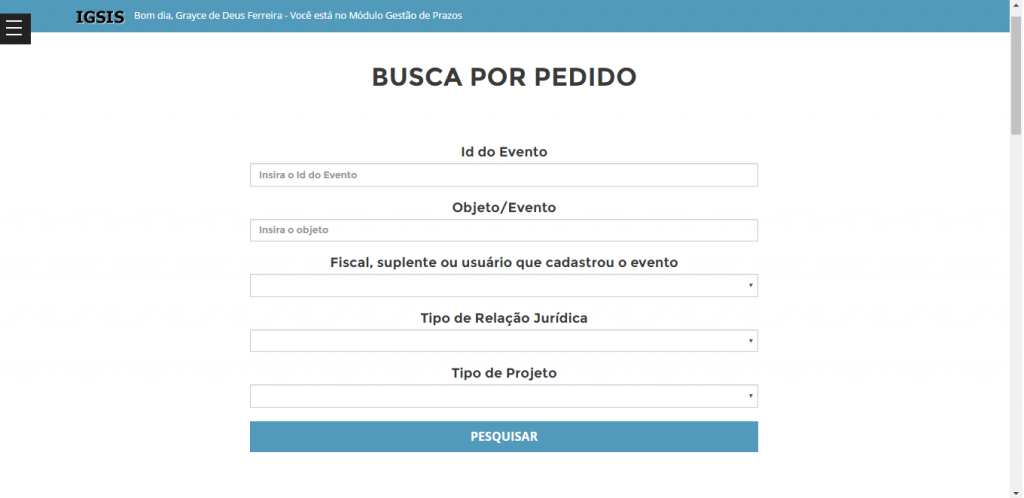 IGSIS Bom dia, Grayce de Deus Ferreira - Você está no Módulo Gestão de Prazos
BUSCA POR PEDIDO
Id do Evento
Insira o Id do Evento
Objeto/Evento
Insira o objeto
Fiscal, suplente ou usuário que cadastrou o evento
Tipo de Relação Jurídica
Tipo de Projeto
PESQUISAR